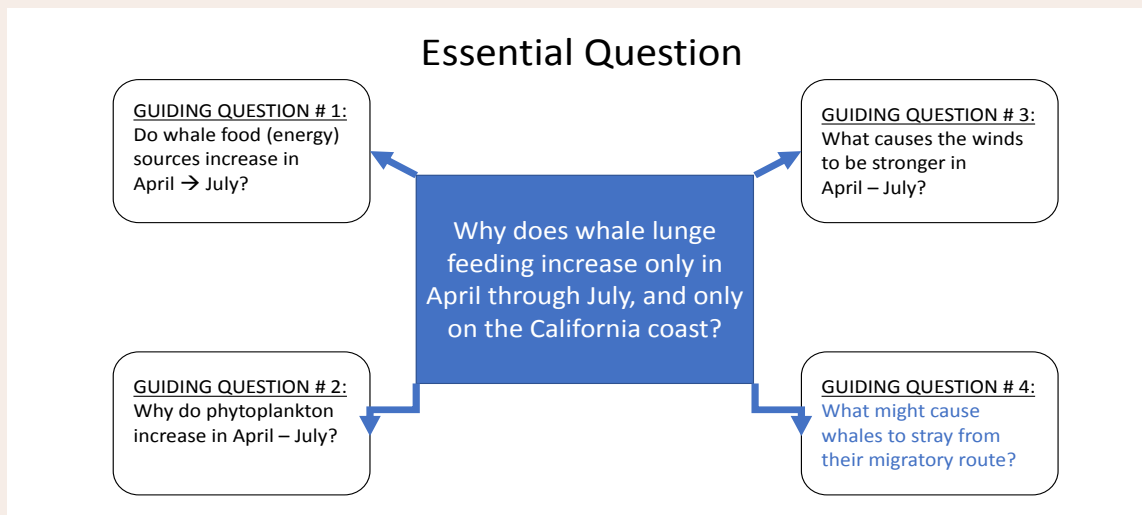 Essential Question
GUIDING QUESTION # 1:
Do whale food (energy)
sources increase in
April → July?
GUIDING QUESTION # 3:
What causes the winds
to be stronger in
April – July?
Why does whale lunge
feeding increase only in
April through July, and only
on the California coast?
GUIDING QUESTION # 2:
Why do phytoplankton
increase in April – July?
GUIDING QUESTION # 4:
What might cause
whales to stray from
their migratory route?